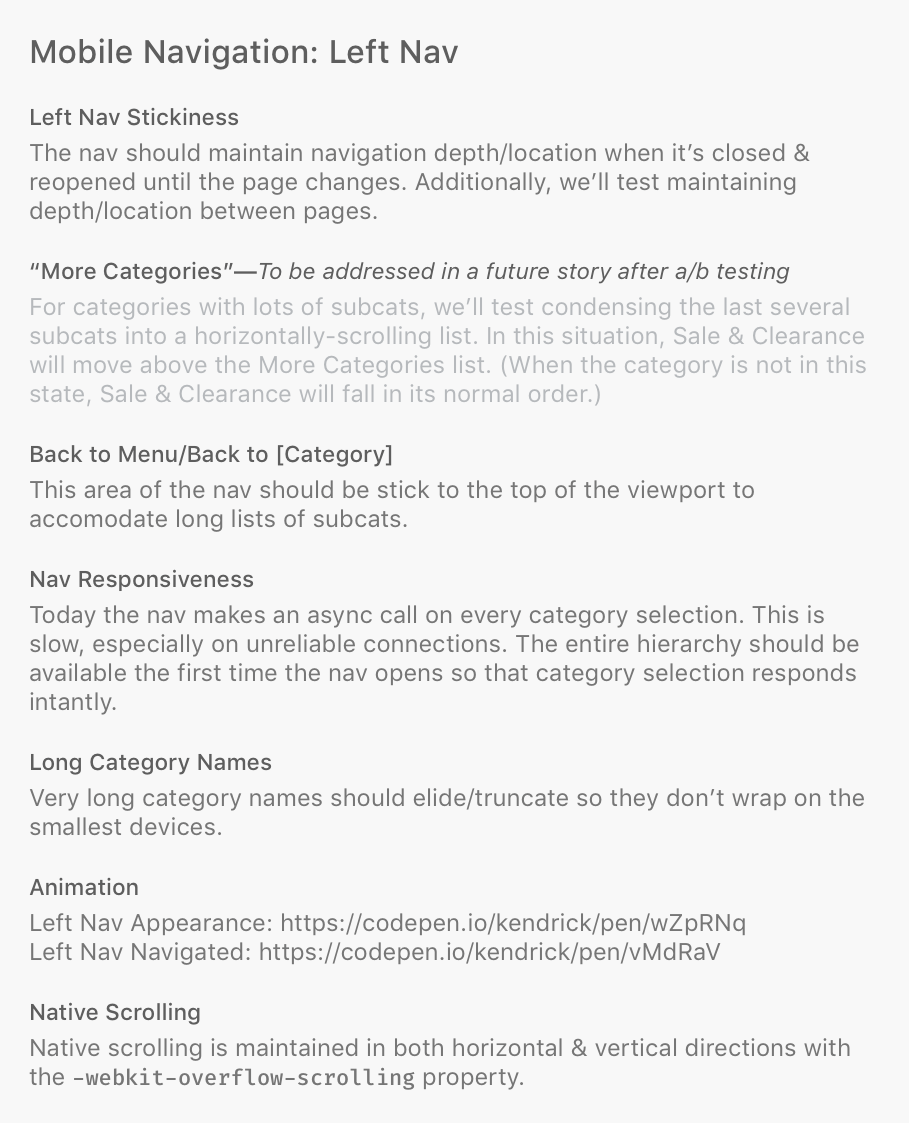 Mobile Navigation: Left Nav
Left Nav Stickiness
The nav should maintain navigation depth/location when it’s closed &
reopened until the page changes. Additionally, we’ll test maintaining
depth/location between pages.
“More Categories”—To be addressed in a future story after a/b testing
For categories with lots of subcats, we’ll test condensing the last several
subcats into a horizontally-scrolling list. In this situation, Sale & Clearance
will move above the More Categories list. (When the category is not in this
state, Sale & Clearance will fall in its normal order.)
Back to Menu/Back to [Category]
This area of the nav should be stick to the top of the viewport to
accomodate long lists of subcats.
Nav Responsiveness
Today the nav makes an async call on every category selection. This is
slow, especially on unreliable connections. The entire hierarchy should be
available the first time the nav opens so that category selection responds
intantly.
Long Category Names
Very long category names should elide/truncate so they don’t wrap on the
smallest devices.
Animation
Left Nav Appearance: https://codepen.io/kendrick/pen/wZpRNq
Left Nav Navigated: https://codepen.io/kendrick/pen/vMdRaV
Native Scrolling
Native scrolling is maintained in both horizontal & vertical directions with
the -webkit-overflow-scrolling property.